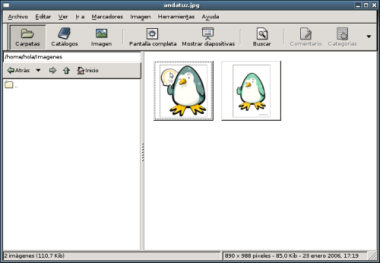 andatuz.jpg
Archivo Editar Ver Ir a Marcadores Imagen Herramientas Ayuda
Carpetas Catálogos Imagen Pantalla completa Mostrar diapositivas Buscar Comentario Categorías
/home/hola/Imagenes
Atrás Inicio
..
2 imágenes (110,7 Kib)
890 x 988 píxeles - 85,0 Kib - 23 enero 2006, 17:19